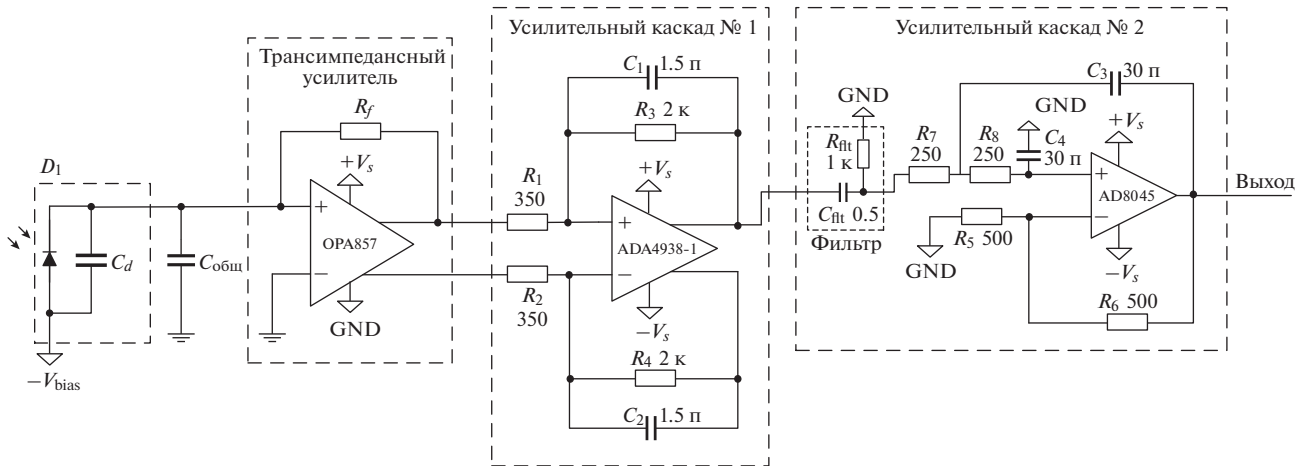 Усилительный каскад № 1
Усилительный каскад № 2
Трансимпедансный
усилитель
C1 1.5 п
R3 2 к
Rf
+Vs
D1
Cd
Cобщ
−Vbias
+
OPA857
−
GND
R1
350
R2
350
+Vs
+
ADA4938-1
−
−Vs
R4 2 к
C2 1.5 п
GND
Rflt
1 к
Cflt 0.5
Фильтр
R7
250
R8
250
C3 30 п
GND
C4
30 п
+Vs
+
AD8045
−
−Vs
R5 500
GND
R6 500
Выход